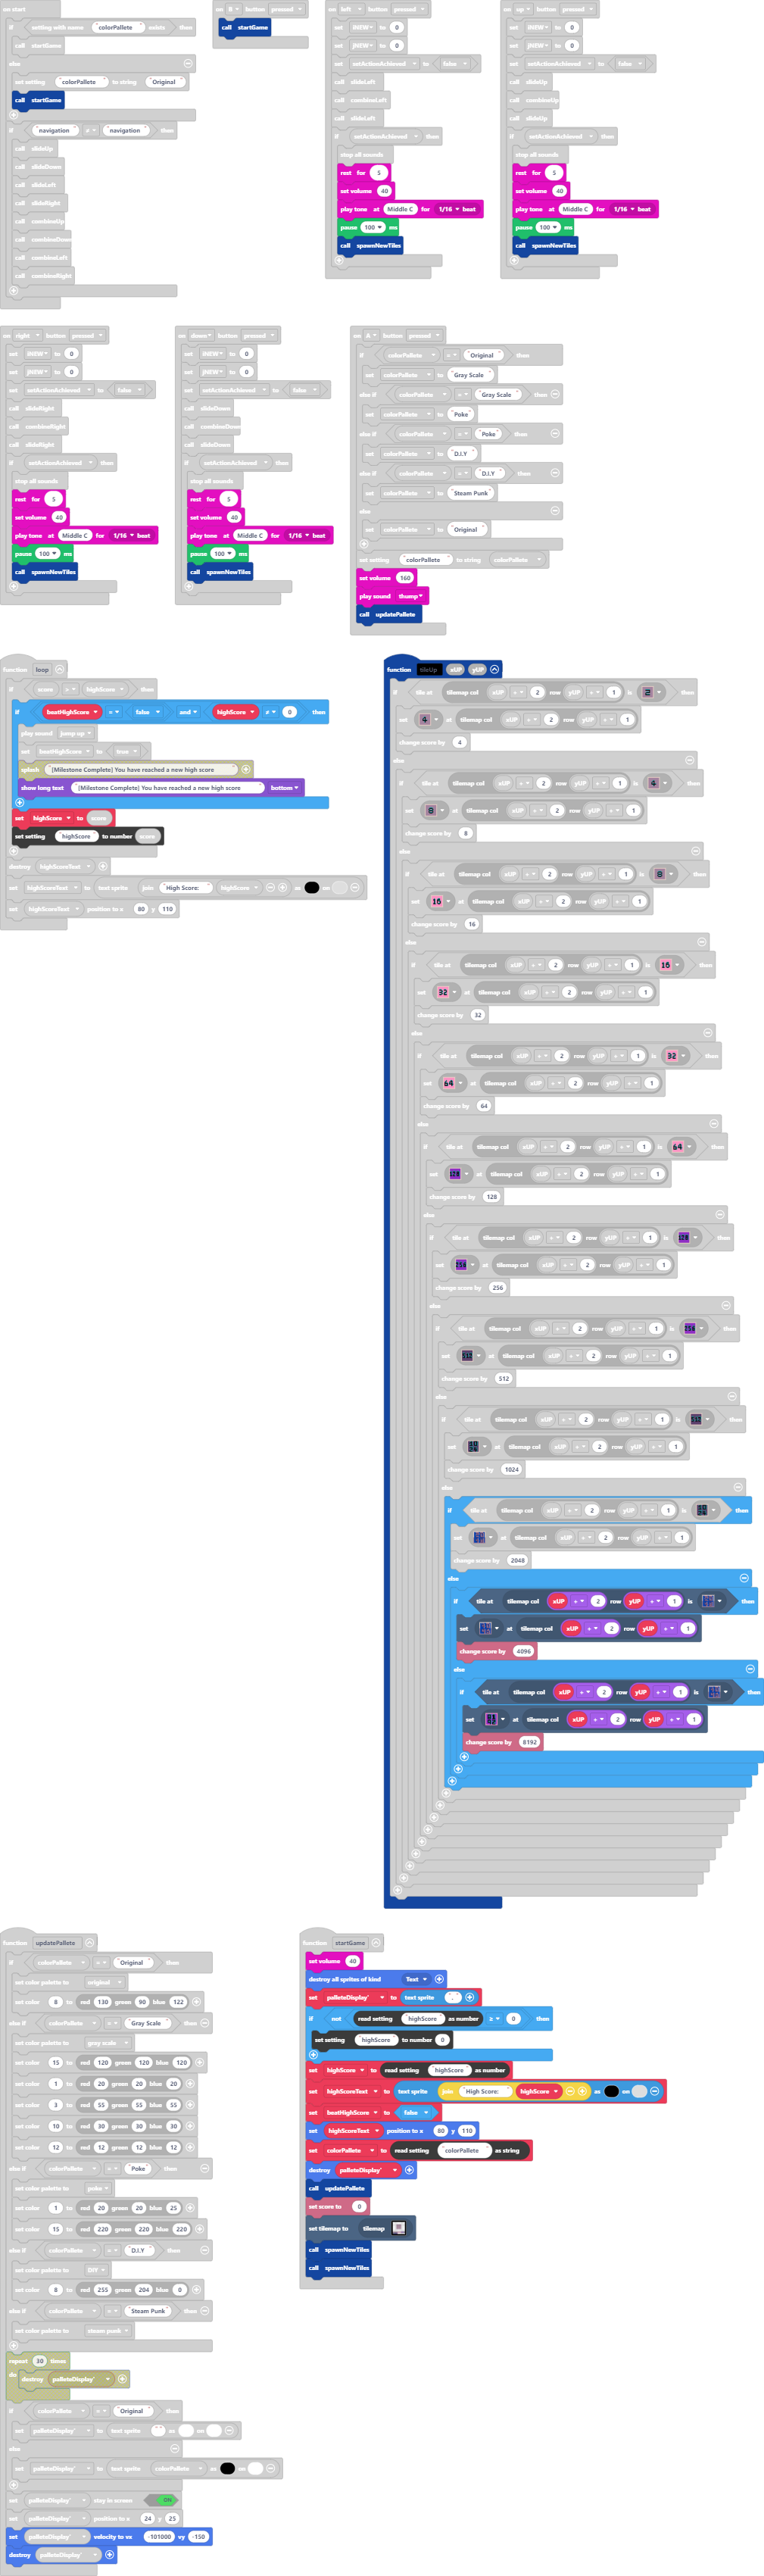 on start
if setting with name "colorPallete" exists then
call startGame
else
set setting "colorPallete" to string "Original"
call startGame
if "navigation" ≠ "navigation" then
call slideUp
call slideDown
call slideLeft
call slideRight
call combineUp
call combineDown
call combineLeft
call combineRight
on B button pressed
call startGame
on left button pressed
set iNEW to 0
set jNEW to 0
set setActionAchieved to false
call slideLeft
call combineLeft
call slideLeft
if setActionAchieved then
stop all sounds
rest for 5
set volume 40
play tone at Middle C for 1/16 beat
pause 100 ms
call spawnNewTiles
on up button pressed
set iNEW to 0
set jNEW to 0
set setActionAchieved to false
call slideUp
call combineUp
call slideUp
if setActionAchieved then
stop all sounds
rest for 5
set volume 40
play tone at Middle C for 1/16 beat
pause 100 ms
call spawnNewTiles
on right button pressed
set iNEW to 0
set jNEW to 0
set setActionAchieved to false
call slideRight
call combineRight
call slideRight
if setActionAchieved then
stop all sounds
rest for 5
set volume 40
play tone at Middle C for 1/16 beat
pause 100 ms
call spawnNewTiles
on down button pressed
set iNEW to 0
set jNEW to 0
set setActionAchieved to false
call slideDown
call combineDown
call slideDown
if setActionAchieved then
stop all sounds
rest for 5
set volume 40
play tone at Middle C for 1/16 beat
pause 100 ms
call spawnNewTiles
on A button pressed
if colorPallete = "Original" then
set colorPallete to "Gray Scale"
else if colorPallete = "Gray Scale" then
set colorPallete to "Poke"
else if colorPallete = "Poke" then
set colorPallete to "D.I.Y"
else if colorPallete = "D.I.Y" then
set colorPallete to "Steam Punk"
else
set colorPallete to "Original"
set setting "colorPallete" to string colorPallete
set volume 160
play sound thump
call updatePallete
function loop
if score > highScore then
if beatHighScore = false and highScore ≠ 0 then
play sound jump up
set beatHighScore to true
splash "[Milestone Complete] You have reached a new high score"
show long text "[Milestone Complete] You have reached a new high score" bottom
set highScore to score
set setting "highScore" to number score
destroy highScoreText
set highScoreText to text sprite join "High Score: " highScore as on
set highScoreText position to x 80 y 110
function tileUp xUP yUP
if tile at tilemap col xUP + 2 row yUP + 1 is 2 then
set 4 at tilemap col xUP + 2 row yUP + 1
change score by 4
else
if tile at tilemap col xUP + 2 row yUP + 1 is 4 then
set 8 at tilemap col xUP + 2 row yUP + 1
change score by 8
else
if tile at tilemap col xUP + 2 row yUP + 1 is 8 then
set 16 at tilemap col xUP + 2 row yUP + 1
change score by 16
else
if tile at tilemap col xUP + 2 row yUP + 1 is 16 then
set 32 at tilemap col xUP + 2 row yUP + 1
change score by 32
else
if tile at tilemap col xUP + 2 row yUP + 1 is 32 then
set 64 at tilemap col xUP + 2 row yUP + 1
change score by 64
else
if tile at tilemap col xUP + 2 row yUP + 1 is 64 then
set 128 at tilemap col xUP + 2 row yUP + 1
change score by 128
else
if tile at tilemap col xUP + 2 row yUP + 1 is 128 then
set 256 at tilemap col xUP + 2 row yUP + 1
change score by 256
else
if tile at tilemap col xUP + 2 row yUP + 1 is 256 then
set 512 at tilemap col xUP + 2 row yUP + 1
change score by 512
else
if tile at tilemap col xUP + 2 row yUP + 1 is 512 then
set at tilemap col xUP + 2 row yUP + 1
change score by 1024
else
if tile at tilemap col xUP + 2 row yUP + 1 is then
set at tilemap col xUP + 2 row yUP + 1
change score by 2048
else
if tile at tilemap col xUP + 2 row yUP + 1 is then
set at tilemap col xUP + 2 row yUP + 1
change score by 4096
else
if tile at tilemap col xUP + 2 row yUP + 1 is then
set at tilemap col xUP + 2 row yUP + 1
change score by 8192
function updatePallete
if colorPallete = "Original" then
set color palette to original
set color 8 to red 130 green 90 blue 122
else if colorPallete = "Gray Scale" then
set color palette to gray scale
set color 15 to red 120 green 120 blue 120
set color 1 to red 20 green 20 blue 20
set color 3 to red 55 green 55 blue 55
set color 10 to red 30 green 30 blue 30
set color 12 to red 12 green 12 blue 12
else if colorPallete = "Poke" then
set color palette to poke
set color 1 to red 20 green 20 blue 25
set color 15 to red 220 green 220 blue 220
else if colorPallete = "D.I.Y" then
set color palette to DIY
set color 8 to red 255 green 204 blue 0
else if colorPallete = "Steam Punk" then
set color palette to steam punk
repeat 30 times
do destroy palleteDisplay'
if colorPallete = "Original" then
set palleteDisplay' to text sprite " " as on
else
set palleteDisplay' to text sprite colorPallete as on
set palleteDisplay' stay in screen ON
set palleteDisplay' position to x 24 y 25
set palleteDisplay' velocity to vx -101000 vy -150
destroy palleteDisplay'
function startGame
set volume 40
destroy all sprites of kind Text
set palleteDisplay' to text sprite "."
if not read setting "highScore" as number ≥ 0 then
set setting "highScore" to number 0
set highScore to read setting "highScore" as number
set highScoreText to text sprite join "High Score: " highScore as on
set beatHighScore to false
set highScoreText position to x 80 y 110
set colorPallete to read setting "colorPallete" as string
destroy palleteDisplay'
call updatePallete
set score to 0
set tilemap to tilemap
call spawnNewTiles
call spawnNewTiles